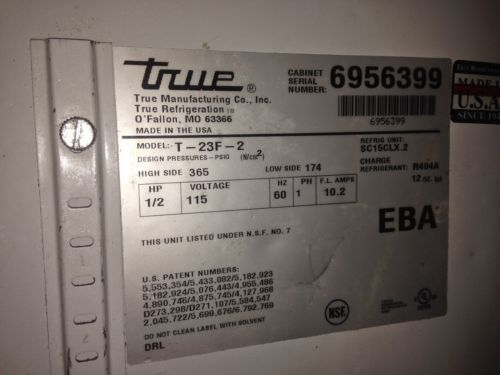 true®
True Manufacturing Co., Inc.
True Refrigeration
O'Fallon, MO 63366
MADE IN THE USA
CABINET SERIAL NUMBER: 6956399
6956399
MADE IN
U.S.A.
MODEL: T-23F-2
REFRIG UNIT: SC15CLX.2
DESIGN PRESSURES-PSIG (N/cm²)
HIGH SIDE 365 LOW SIDE 174
CHARGE
REFRIGERANT: R404A
12 oz.
HP VOLTAGE HZ PH F.L. AMPS
1/2 115 60 1 10.2
EBA
THIS UNIT LISTED UNDER N.S.F. NO. 7
U.S. PATENT NUMBERS:
5,553,354/5,433,082/5,182,923
5,182,924/5,076,443/4,955,486
4,890,746/4,875,745/4,127,968
D273,298/D271,107/5,584,547
2,045,722/5,699,676/6,792,769
DO NOT CLEAN LABEL WITH SOLVENT
DRL
NSF